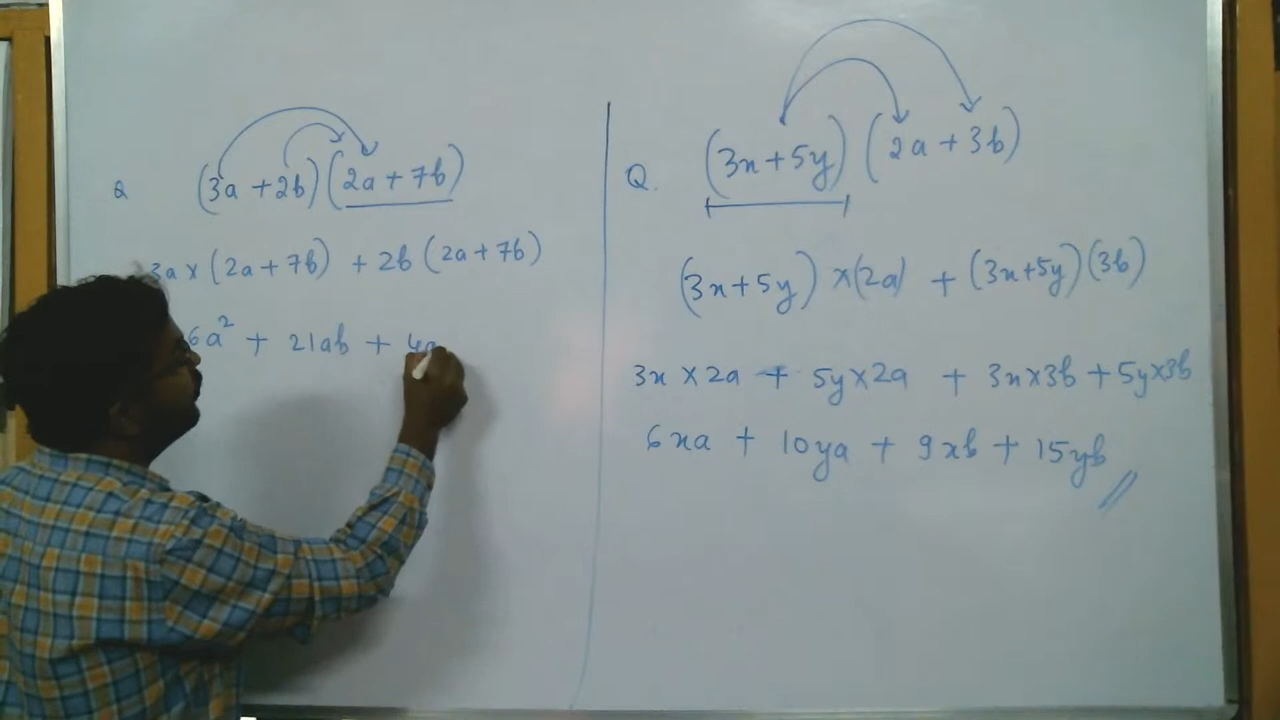 Q (3a + 2b) (2a + 7b)
3a × (2a + 7b) + 2b (2a + 7b)
6a² + 21ab + 4a
Q. (3x + 5y) (2a + 3b)
(3x + 5y) × (2a) + (3x + 5y) (3b)
3x × 2a + 5y × 2a + 3x × 3b + 5y × 3b
6xa + 10ya + 9xb + 15yb //